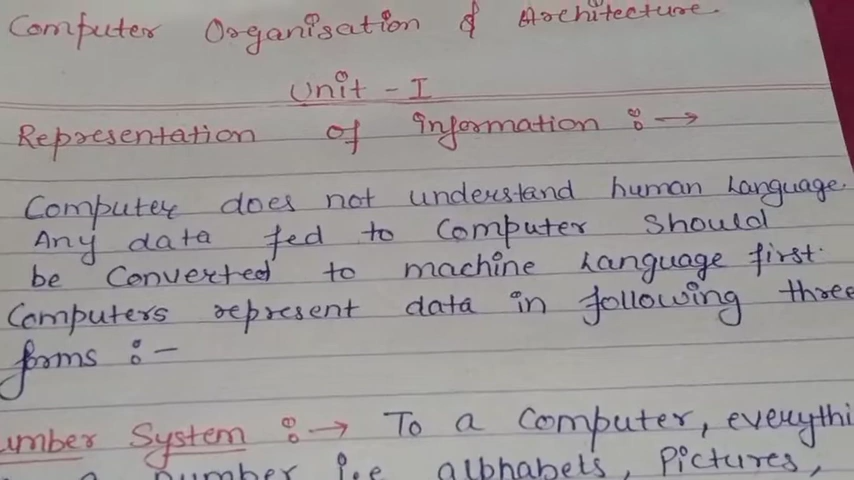 Computer Organisation & Architecture
Unit - I
Representation of information :→
Computer does not understand human Language.
Any data fed to Computer Should
be Converted to machine Language first.
Computers represent data in following three
forms :-
umber System :→ To a Computer, everythi
a number i.e alphabets, Pictures,